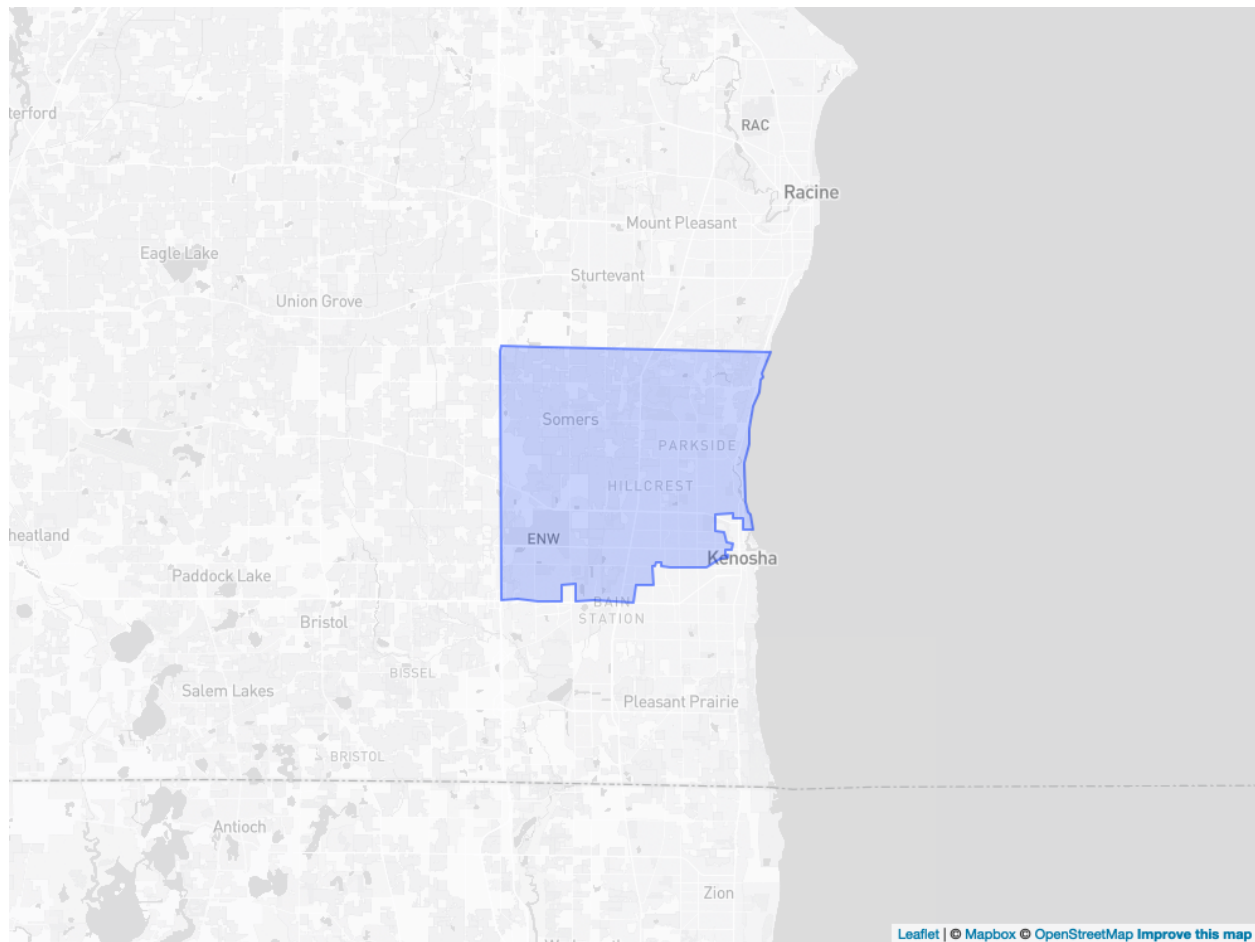 terford
RAC
Racine
Mount Pleasant
Eagle Lake
Sturtevant
Union Grove
Somers
PARKSIDE
HILLCREST
heatland
ENW
Kenosha
Paddock Lake
BAIN
STATION
Bristol
BISSEL
Salem Lakes
Pleasant Prairie
BRISTOL
Antioch
Zion
Leaflet | © Mapbox © OpenStreetMap Improve this map